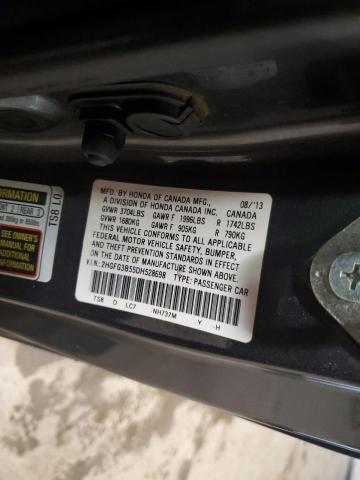 MFD. BY HONDA OF CANADA MFG., 08/'13
A DIVISION OF HONDA CANADA INC. CANADA
GVWR 3704LBS GAWR F 1996LBS R 1742LBS
GVWR 1680KG GAWR F 905KG R 790KG
THIS VEHICLE CONFORMS TO ALL APPLICABLE
FEDERAL MOTOR VEHICLE SAFETY, BUMPER,
AND THEFT PREVENTION STANDARDS IN EFFECT
ON THE DATE OF MANUFACTURE SHOWN ABOVE.
V.I.N.: 2HGFG3B55DH528698 TYPE: PASSENGER CAR
TS8 D LC7 NH737M Y -H
FORMATION
REAR
SEE OWNER'S
MANUAL FOR
ADDITIONAL
INFORMATION
TS8 L0